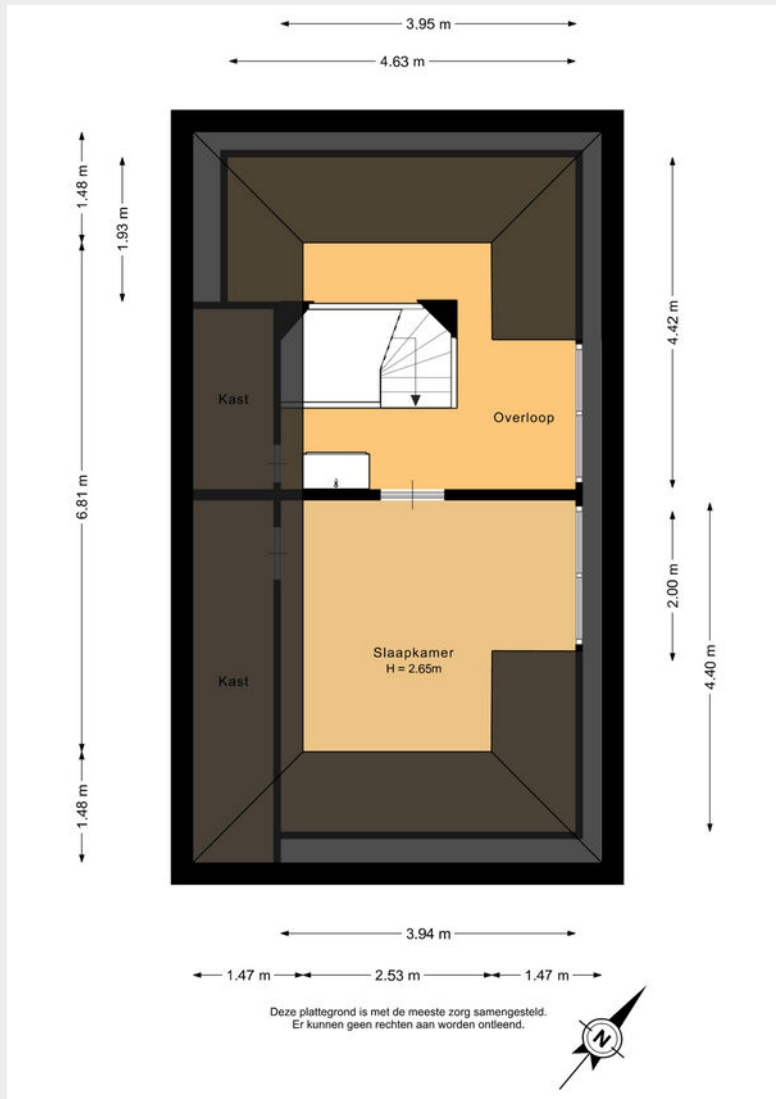 3.95 m
4.63 m
1.48 m
1.93 m
4.42 m
Kast
Overloop
6.81 m
2.00 m
Slaapkamer
H = 2.65m
4.40 m
Kast
1.48 m
3.94 m
1.47 m
2.53 m
1.47 m
Deze plattegrond is met de meeste zorg samengesteld.
Er kunnen geen rechten aan worden ontleend.
N